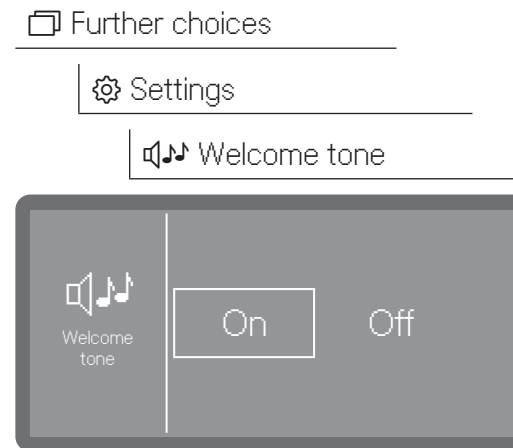 Further choices
Settings
Welcome tone
On Off
Welcome
tone